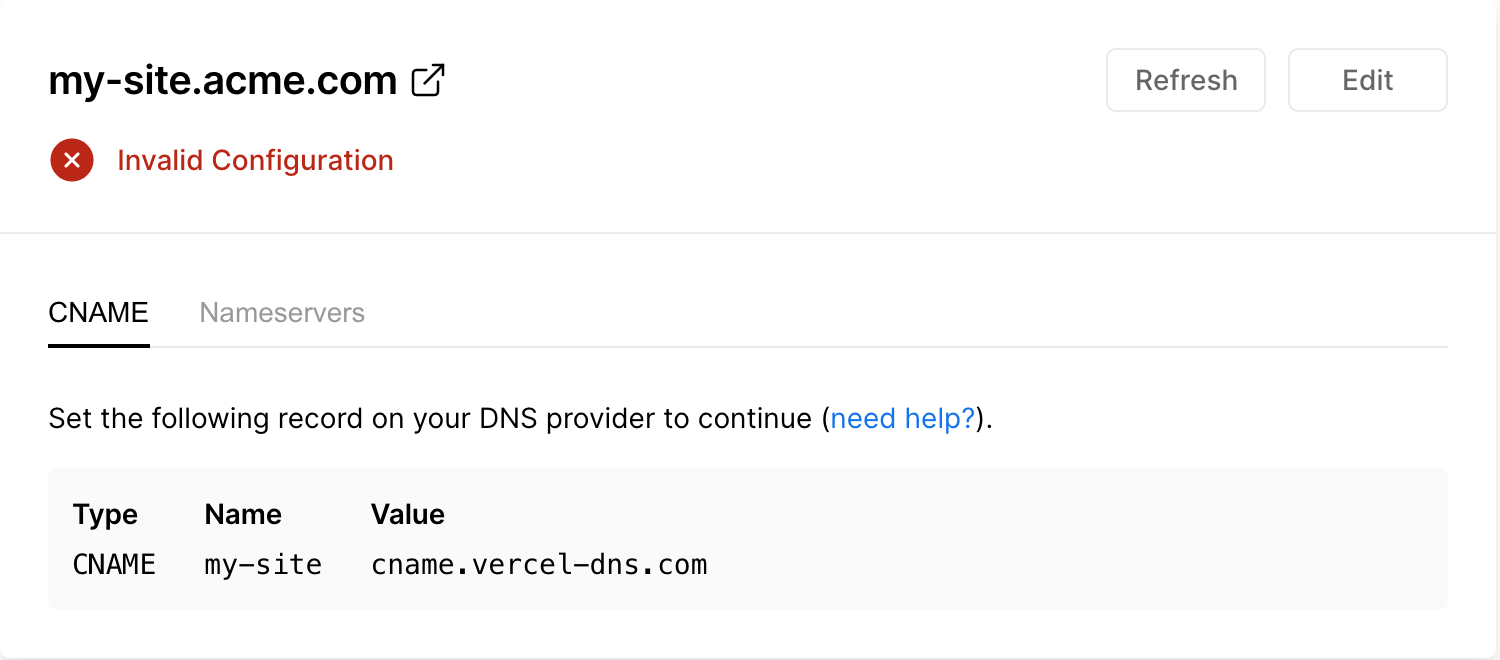 my-site.acme.com
Refresh
Edit
Invalid Configuration
CNAME Nameservers
Set the following record on your DNS provider to continue (need help?).
Type Name Value
CNAME my-site cname.vercel-dns.com